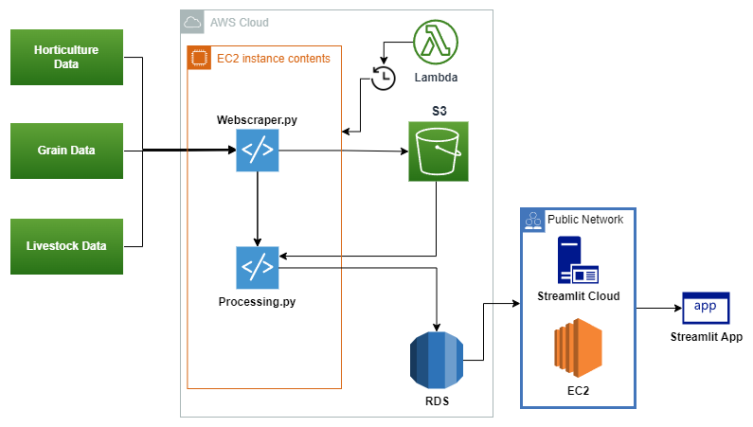 AWS Cloud
Horticulture
Data
Grain Data
Livestock Data
EC2 instance contents
Lambda
Webscraper.py
S3
Processing.py
RDS
Public Network
Streamlit Cloud
EC2
app
Streamlit App